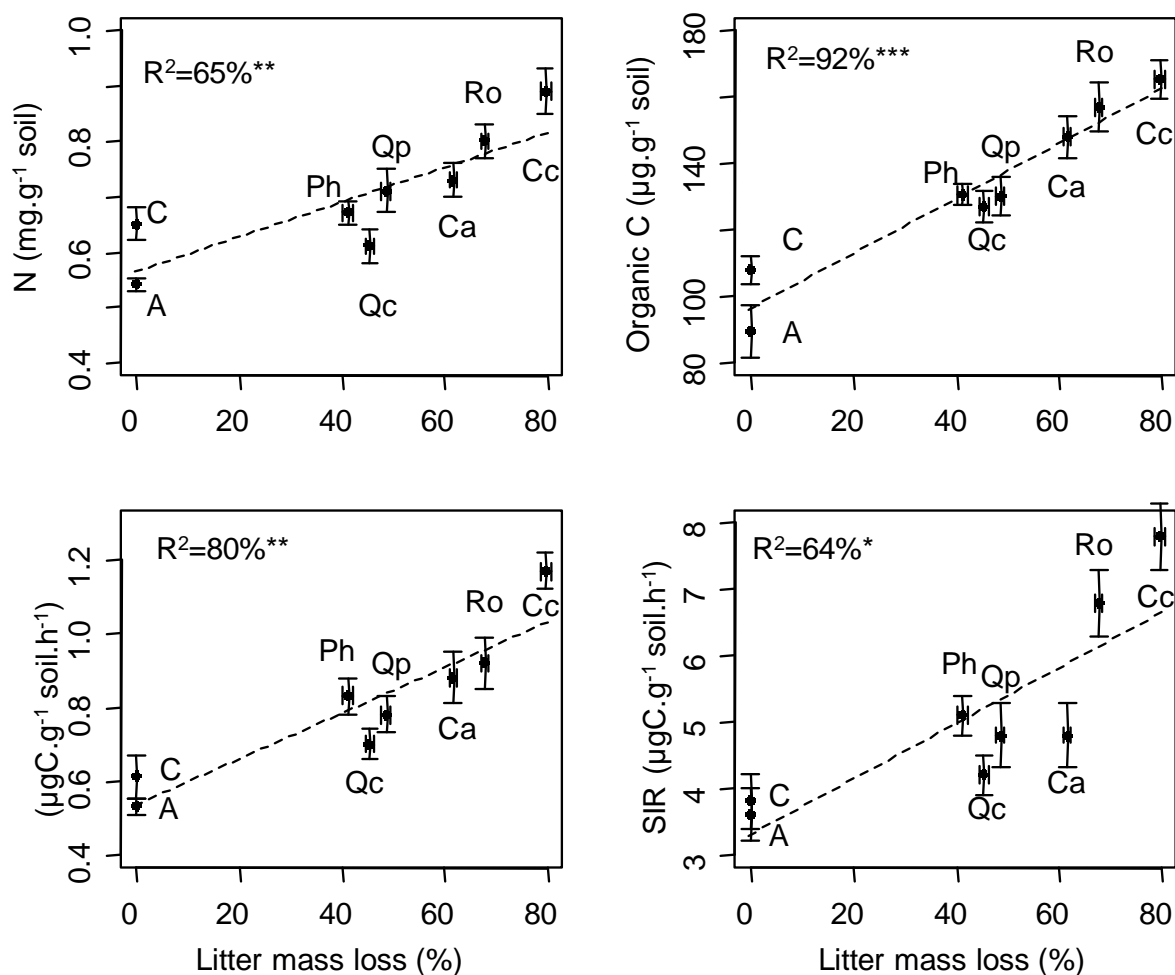 R²=65%**
N (mg.g⁻¹ soil)
1.0
0.8
0.6
0.4
C
A
Ph
Qp
Qc
Ca
Ro
Cc
0 20 40 60 80
R²=92%***
Organic C (µg.g⁻¹ soil)
180
140
100
80
C
A
Ph
Qp
Qc
Ca
Ro
Cc
0 20 40 60 80
R²=80%**
(µgC.g⁻¹ soil.h⁻¹)
1.2
1.0
0.8
0.6
0.4
C
A
Ph
Qp
Qc
Ca
Ro
Cc
0 20 40 60 80
Litter mass loss (%)
R²=64%*
SIR (µgC.g⁻¹ soil.h⁻¹)
8
7
6
5
4
3
C
A
Ph
Qp
Qc
Ca
Ro
Cc
0 20 40 60 80
Litter mass loss (%)